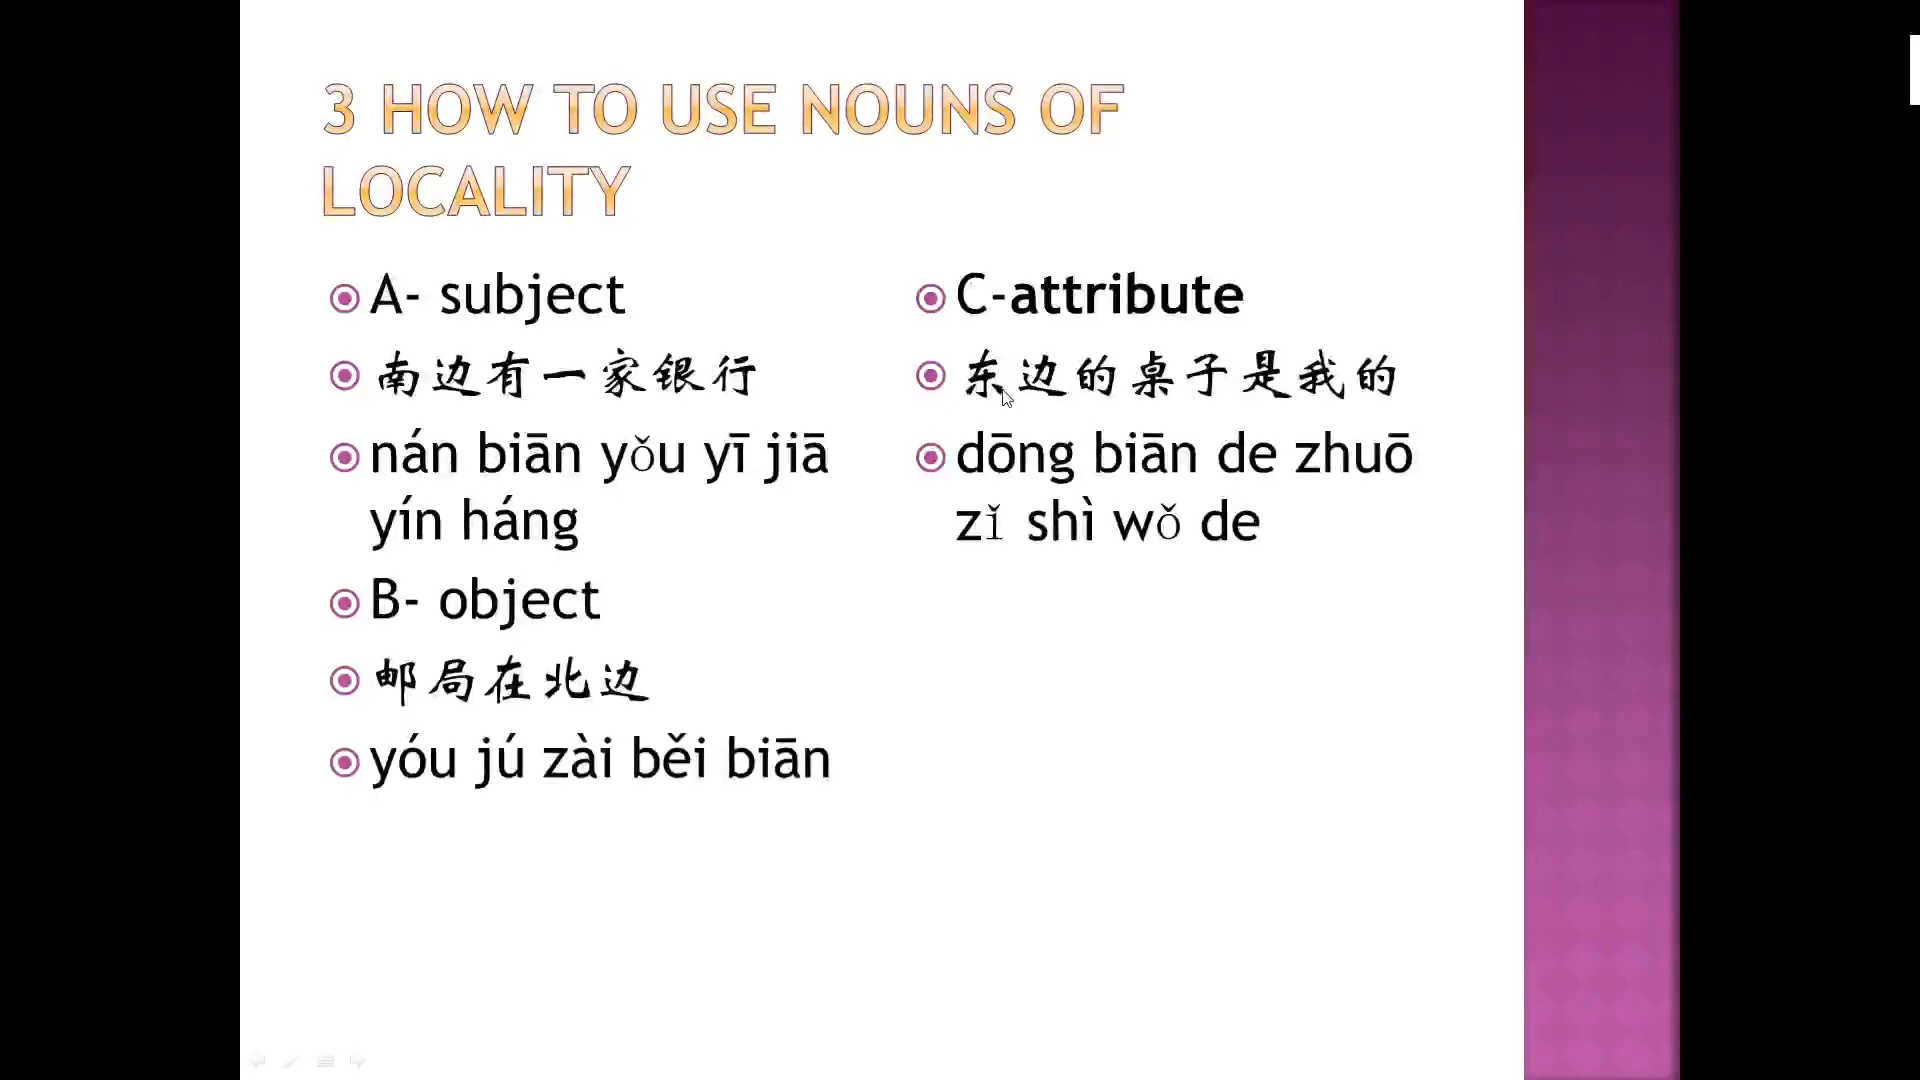 3 HOW TO USE NOUNS OF
LOCALITY
A- subject
南边有一家银行
nán biān yǒu yī jiā
yín háng
B- object
邮局在北边
yóu jú zài běi biān
C-attribute
东边的桌子是我的
dōng biān de zhuō
zǐ shì wǒ de